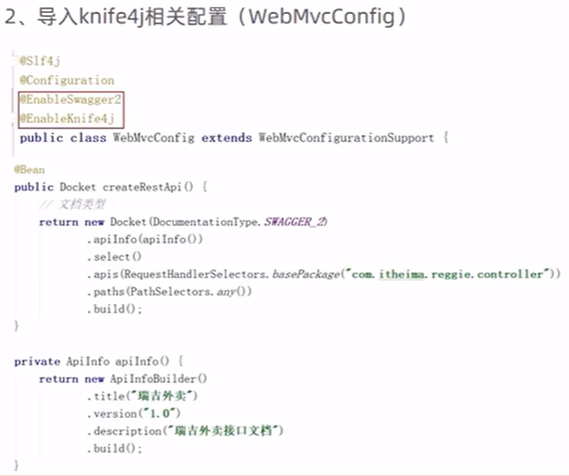 2、导入knife4j相关配置（WebMvcConfig）
@Slf4j
@Configuration
@EnableSwagger2
@EnableKnife4j
public class WebMvcConfig extends WebMvcConfigurationSupport {
@Bean
public Docket createRestApi() {
// 文档类型
return new Docket(DocumentationType.SWAGGER_2)
.apiInfo(apiInfo())
.select()
.apis(RequestHandlerSelectors.basePackage("com.itheima.reggie.controller"))
.paths(PathSelectors.any())
.build();
}
private ApiInfo apiInfo() {
return new ApiInfoBuilder()
.title("瑞吉外卖")
.version("1.0")
.description("瑞吉外卖接口文档")
.build();
}